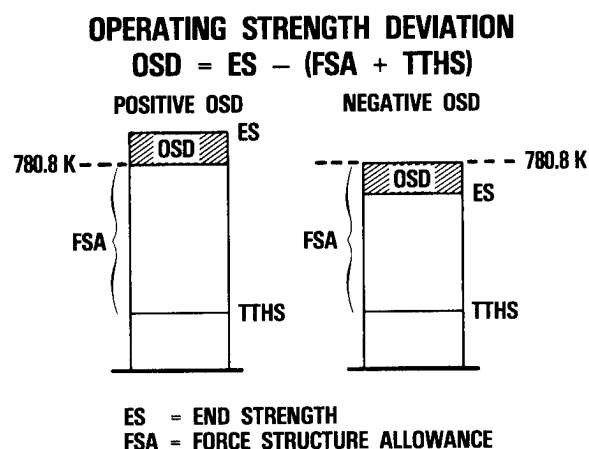 OPERATING STRENGTH DEVIATION
OSD = ES – (FSA + TTHS)
POSITIVE OSD
NEGATIVE OSD
ES
OSD
780.8 K
FSA
TTHS
780.8 K
OSD
ES
FSA
TTHS
ES = END STRENGTH
FSA = FORCE STRUCTURE ALLOWANCE